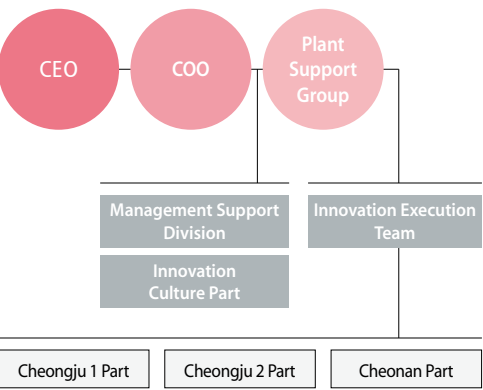 CEO
COO
Plant
Support
Group
Management Support
Division
Innovation
Culture Part
Innovation Execution
Team
Cheongju 1 Part
Cheongju 2 Part
Cheonan Part